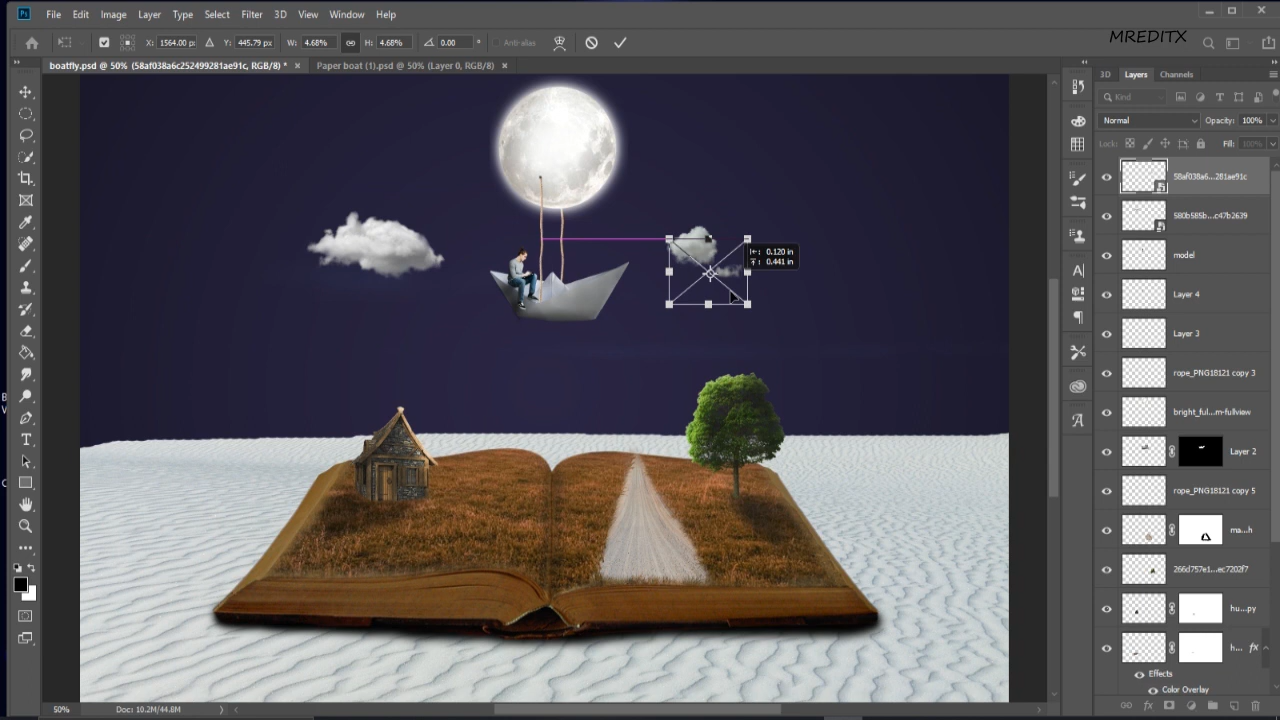 Ps File Edit Image Layer Type Select Filter 3D View Window Help
X: 1564.00 p Y: 445.79 px W: 4.68% H: 4.68% 0.00 ° Anti-alias
MREDITX
boatfly.psd @ 50% (58af038a6c252499281ae91c, RGB/8) * × Paper boat (1).psd @ 50% (Layer 0, RGB/8) ×
3D Layers Channels
Kind
Normal Opacity: 100%
Lock: Fill: 100%
58af038a6...281ae91c
580b585b...c47b2639
model
Layer 4
Layer 3
rope_PNG18121 copy 3
bright_ful...m-fullview
Layer 2
rope_PNG18121 copy 5
ma...h
266d757e1...ec7202f7
hu...py
h... fx
Effects
Color Overlay
0.120 in
0.441 in
50% Doc: 10.2M/44.8M